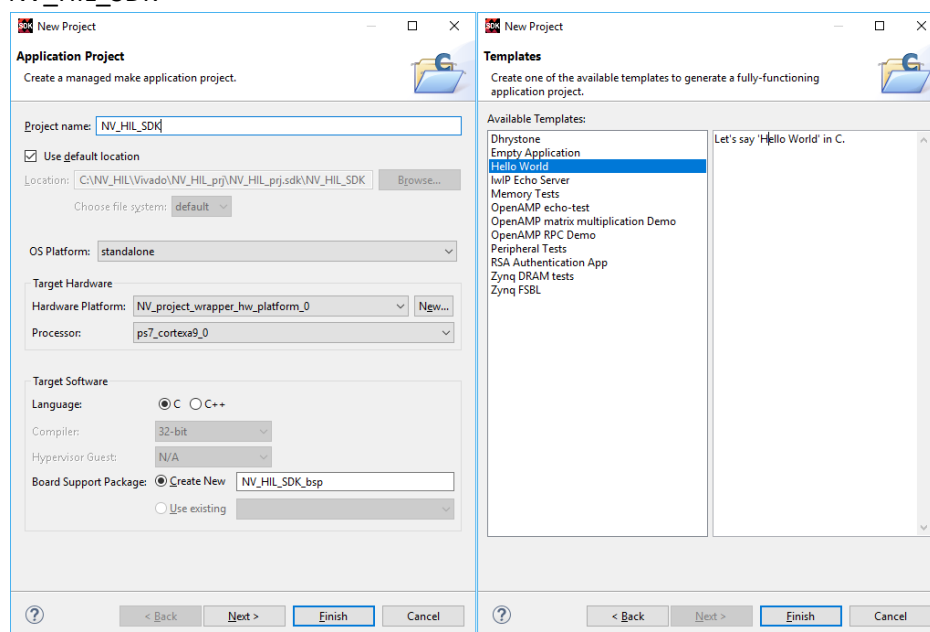 NV_HIL_SDK
SDK New Project
Application Project
Create a managed make application project.
Project name: NV_HIL_SDK
Use default location
Location: C:\NV_HIL\Vivado\NV_HIL_prj\NV_HIL_prj.sdk\NV_HIL_SDK Browse...
Choose file system: default
OS Platform: standalone
Target Hardware
Hardware Platform: NV_project_wrapper_hw_platform_0 New...
Processor: ps7_cortexa9_0
Target Software
Language: C C++
Compiler: 32-bit
Hypervisor Guest: N/A
Board Support Package: Create New NV_HIL_SDK_bsp
Use existing
? < Back Next > Finish Cancel
SDK New Project
Templates
Create one of the available templates to generate a fully-functioning
application project.
Available Templates:
Dhrystone
Empty Application
Hello World
lwIP Echo Server
Memory Tests
OpenAMP echo-test
OpenAMP matrix multiplication Demo
OpenAMP RPC Demo
Peripheral Tests
RSA Authentication App
Zynq DRAM tests
Zynq FSBL
Let's say 'Hello World' in C.
? < Back Next > Finish Cancel